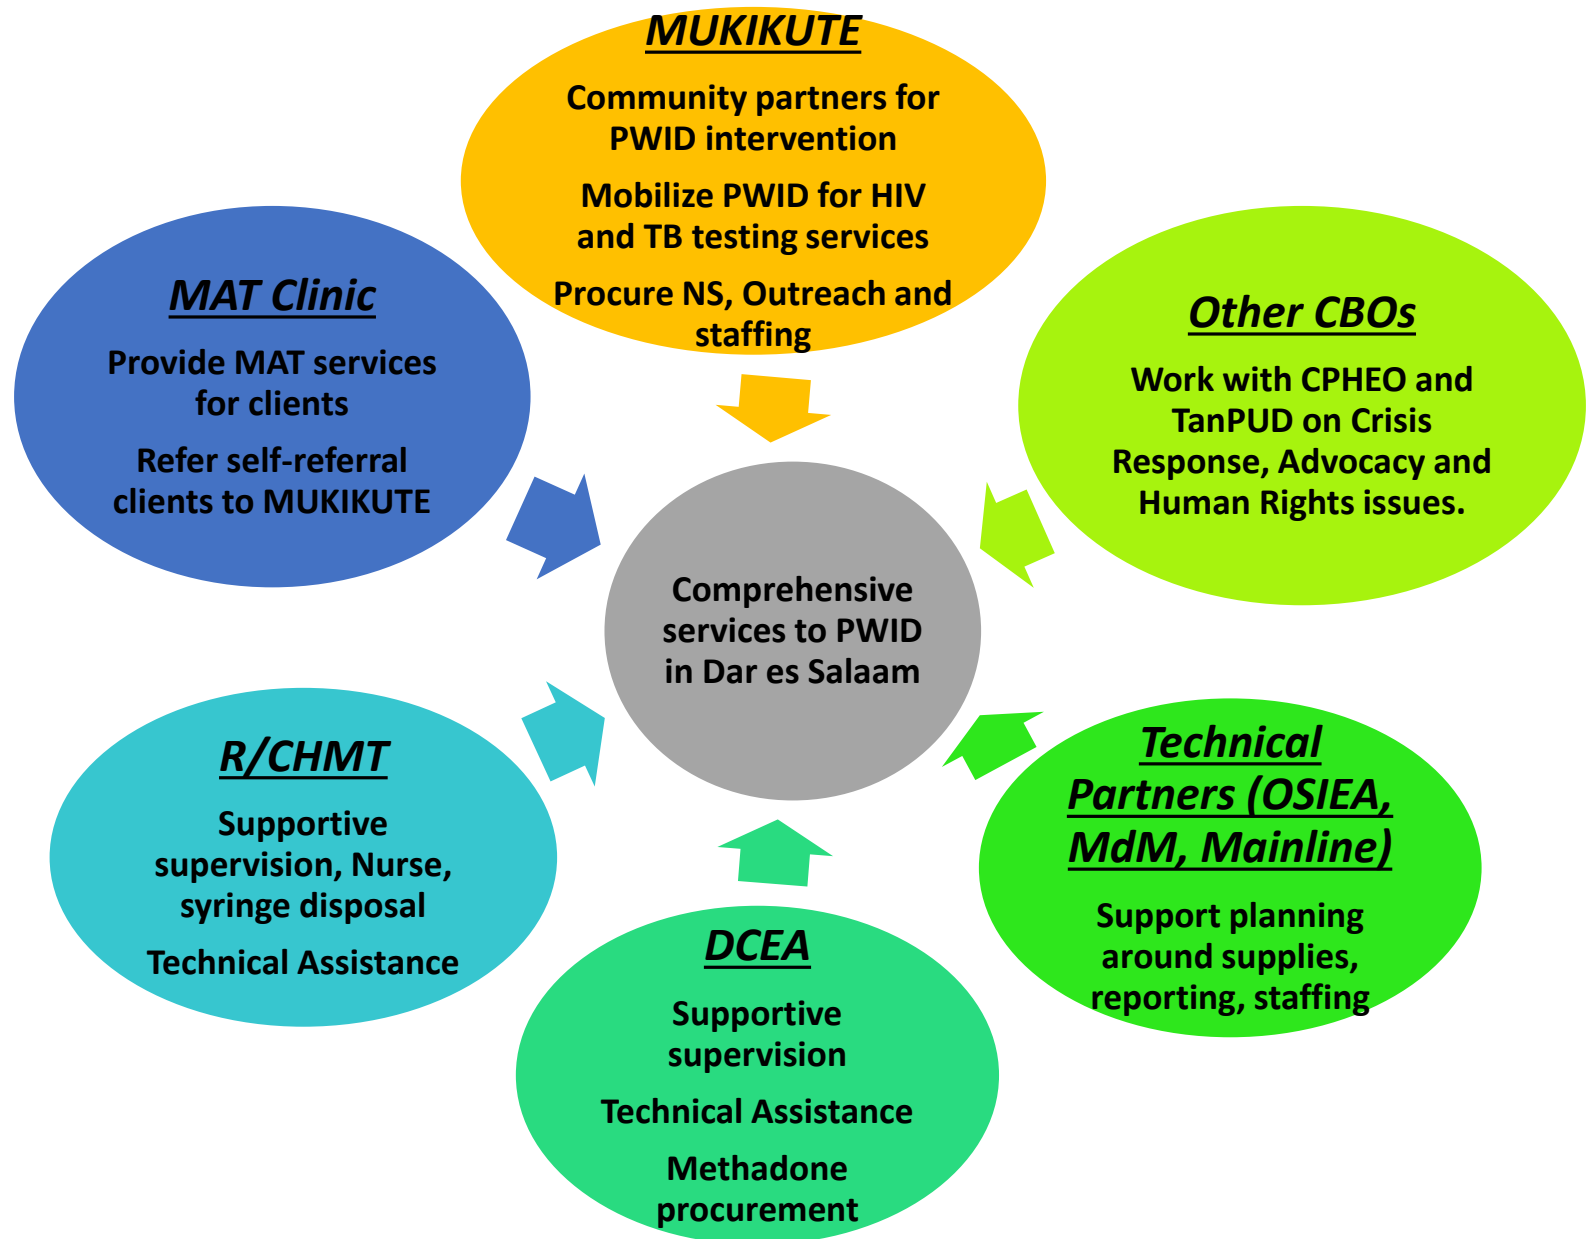 MUKIKUTE
Community partners for
PWID intervention
Mobilize PWID for HIV
and TB testing services
Procure NS, Outreach and
staffing
MAT Clinic
Provide MAT services
for clients
Refer self-referral
clients to MUKIKUTE
Other CBOs
Work with CPHEO and
TanPUD on Crisis
Response, Advocacy and
Human Rights issues.
Comprehensive
services to PWID
in Dar es Salaam
R/CHMT
Supportive
supervision, Nurse,
syringe disposal
Technical Assistance
Technical
Partners (OSIEA,
MdM, Mainline)
Support planning
around supplies,
reporting, staffing
DCEA
Supportive
supervision
Technical Assistance
Methadone
procurement